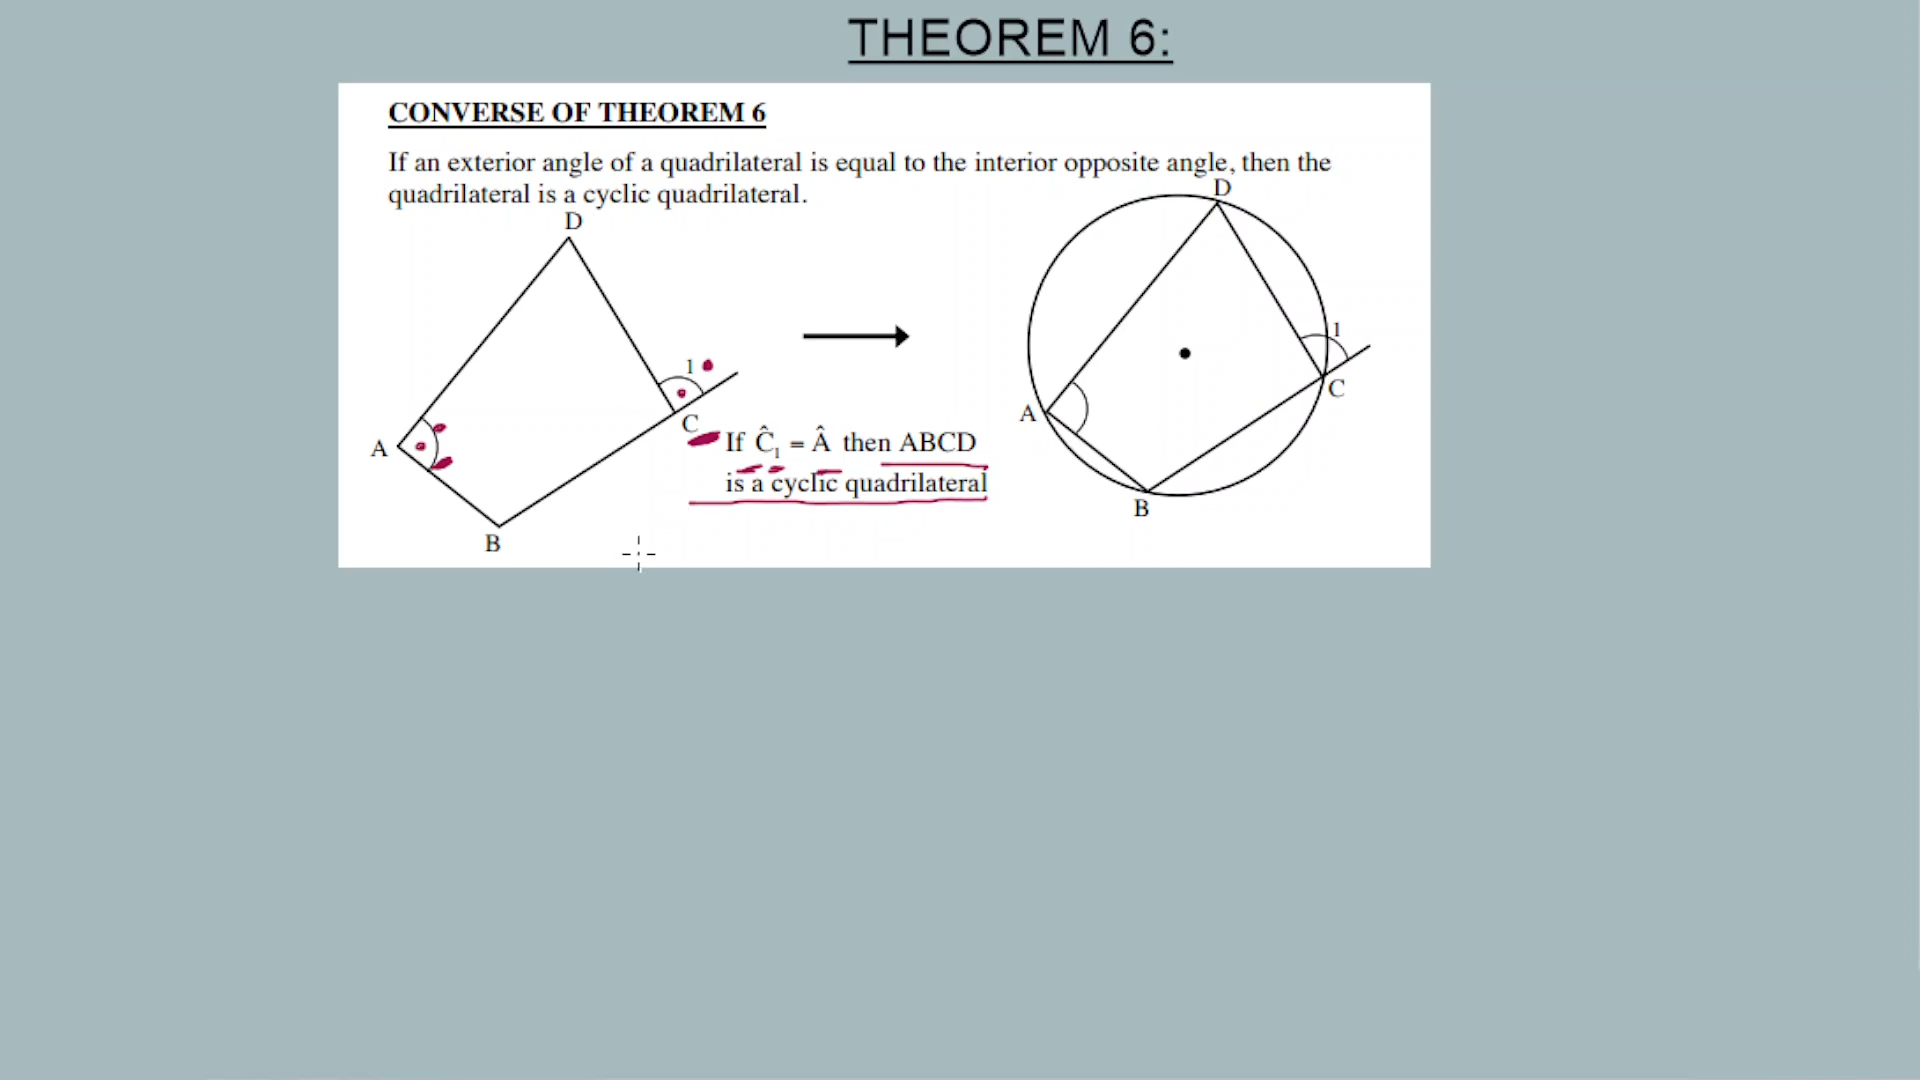 THEOREM 6:
CONVERSE OF THEOREM 6
If an exterior angle of a quadrilateral is equal to the interior opposite angle, then the
quadrilateral is a cyclic quadrilateral.
D
A
B
C
1
If Ĉ₁ = Â then ABCD
is a cyclic quadrilateral
D
1
C
A
B